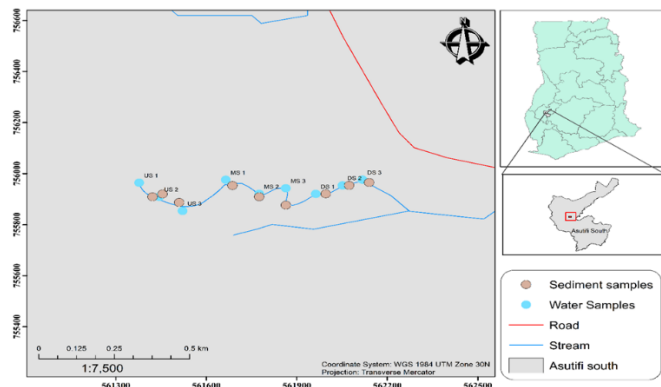 756600
756400
756200
756000
755800
755600
755400
US 1
US 2
US 3
MS 1
MS 2
MS 3
DS 1
DS 2
DS 3
0 0.125 0.25 0.5 km
1:7,500
Coordinate System: WGS 1984 UTM Zone 30N
Projection: Transverse Mercator
561300 561600 561900 562200 562500
Asutifi South
Sediment samples
Water Samples
Road
Stream
Asutifi south